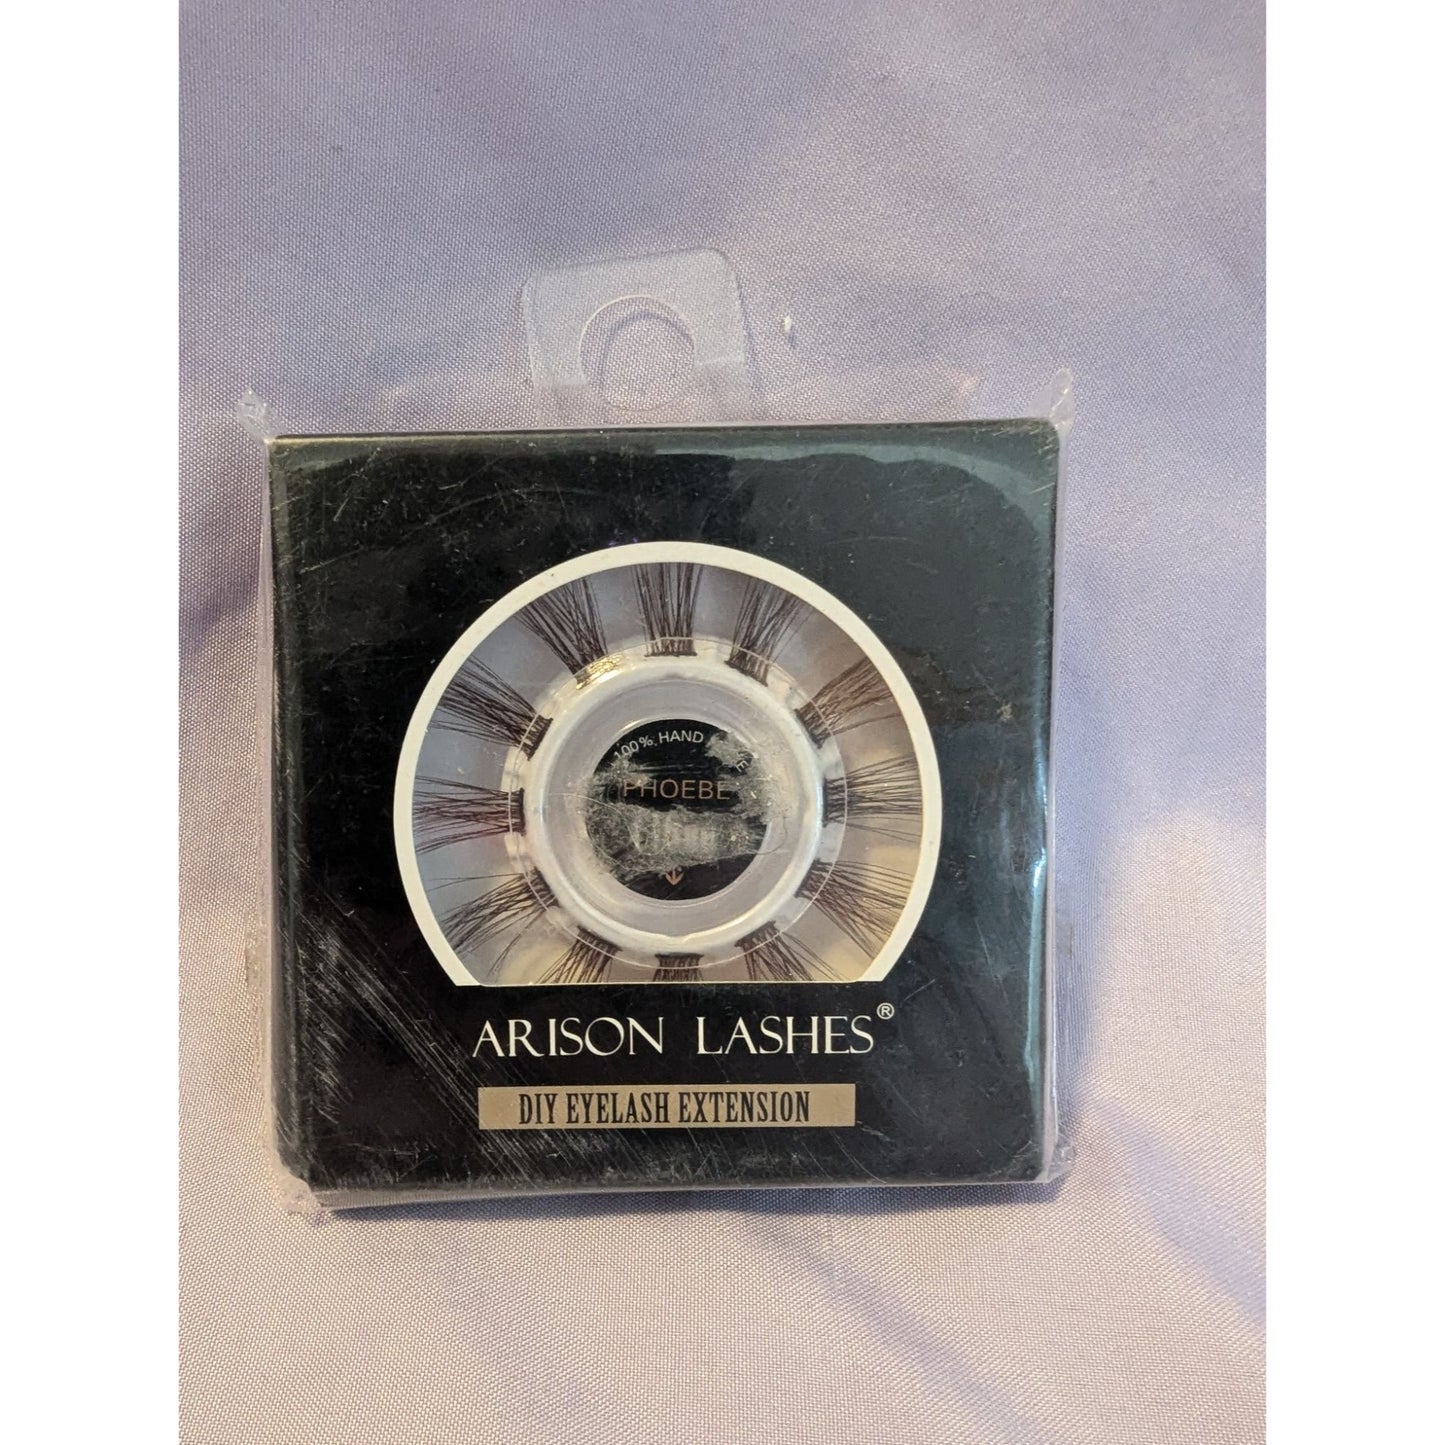 100% HAND
PHOEBE
ARISON LASHES®
DIY EYELASH EXTENSION